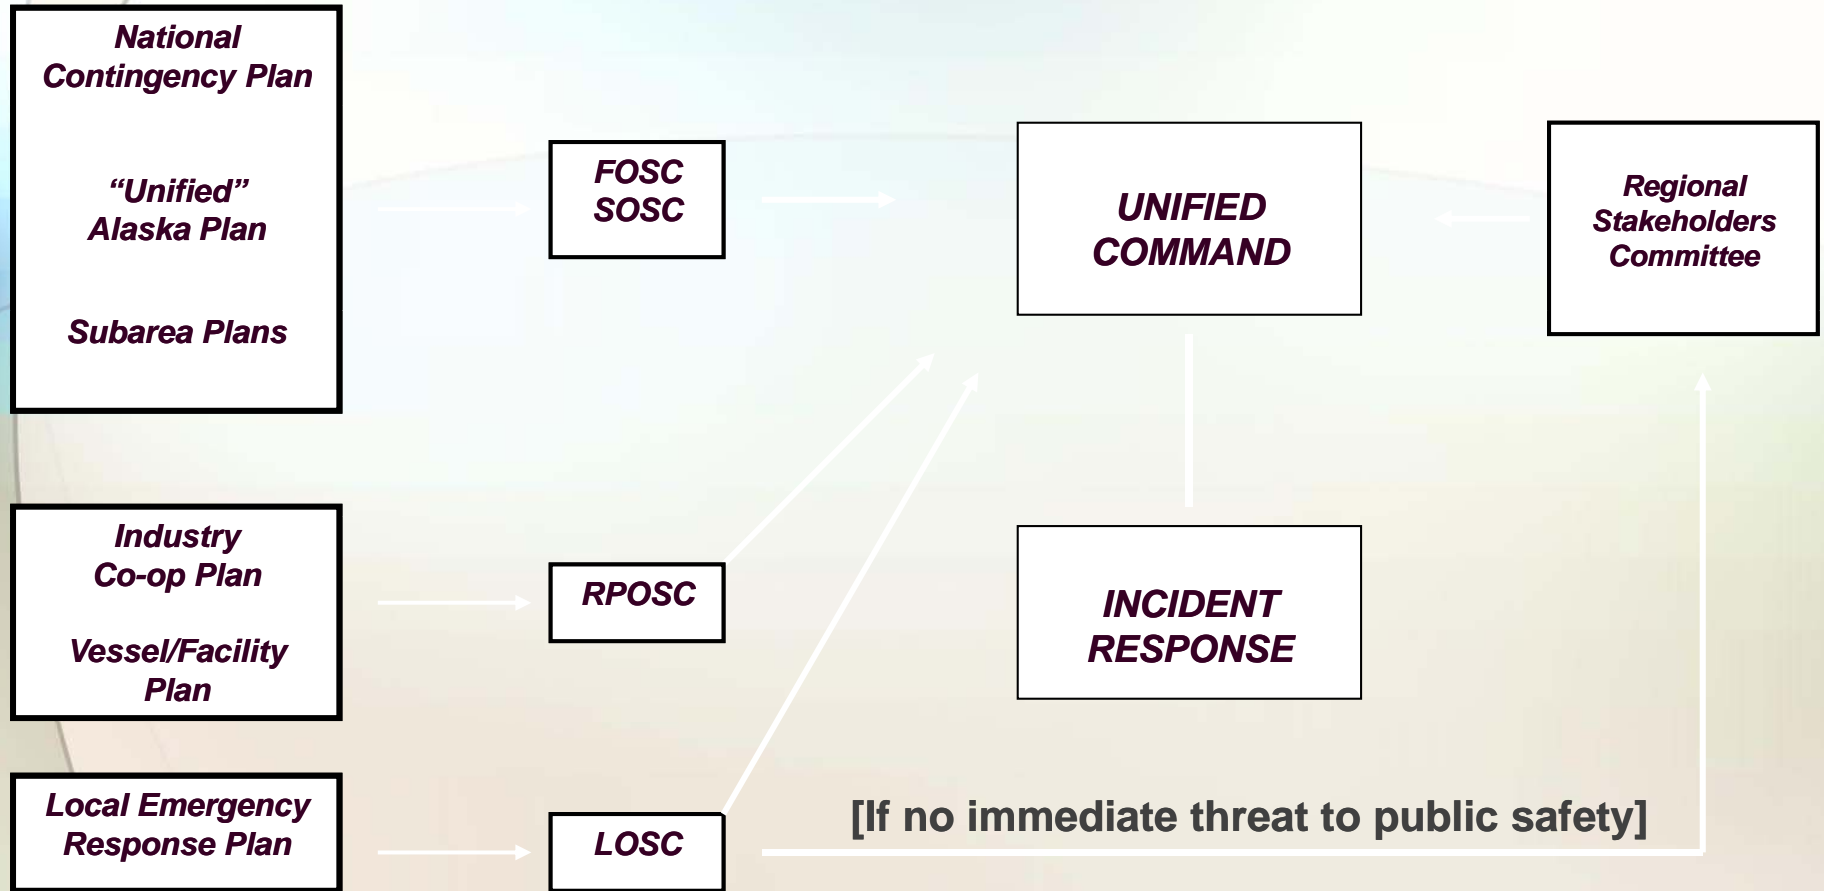 National
Contingency Plan
“Unified”
Alaska Plan
Subarea Plans
FOSC
SOSC
UNIFIED
COMMAND
Regional
Stakeholders
Committee
Industry
Co-op Plan
Vessel/Facility
Plan
RPOSC
INCIDENT
RESPONSE
Local Emergency
Response Plan
LOSC
[If no immediate threat to public safety]